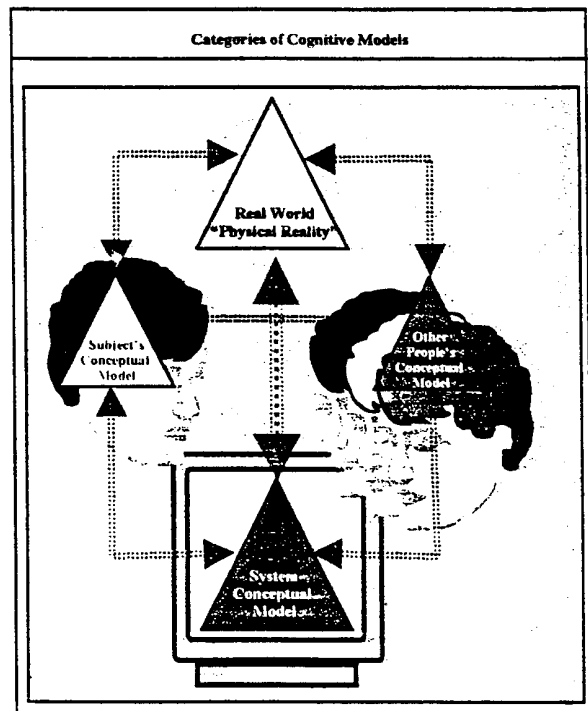 Categories of Cognitive Models
Real World
"Physical Reality"
Subject's
Conceptual
Model
Other
People's
Conceptual
Model
System
Conceptual
Model